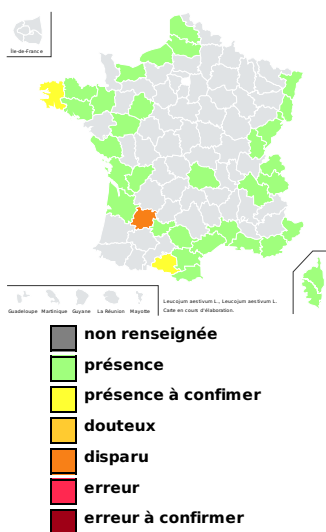 Île-de-France
Guadeloupe Martinique Guyane La Réunion Mayotte
Leucojum aestivum L., Leucojum aestivum L.
Carte en cours d'élaboration.
non renseignée
présence
présence à confimer
douteux
disparu
erreur
erreur à confirmer